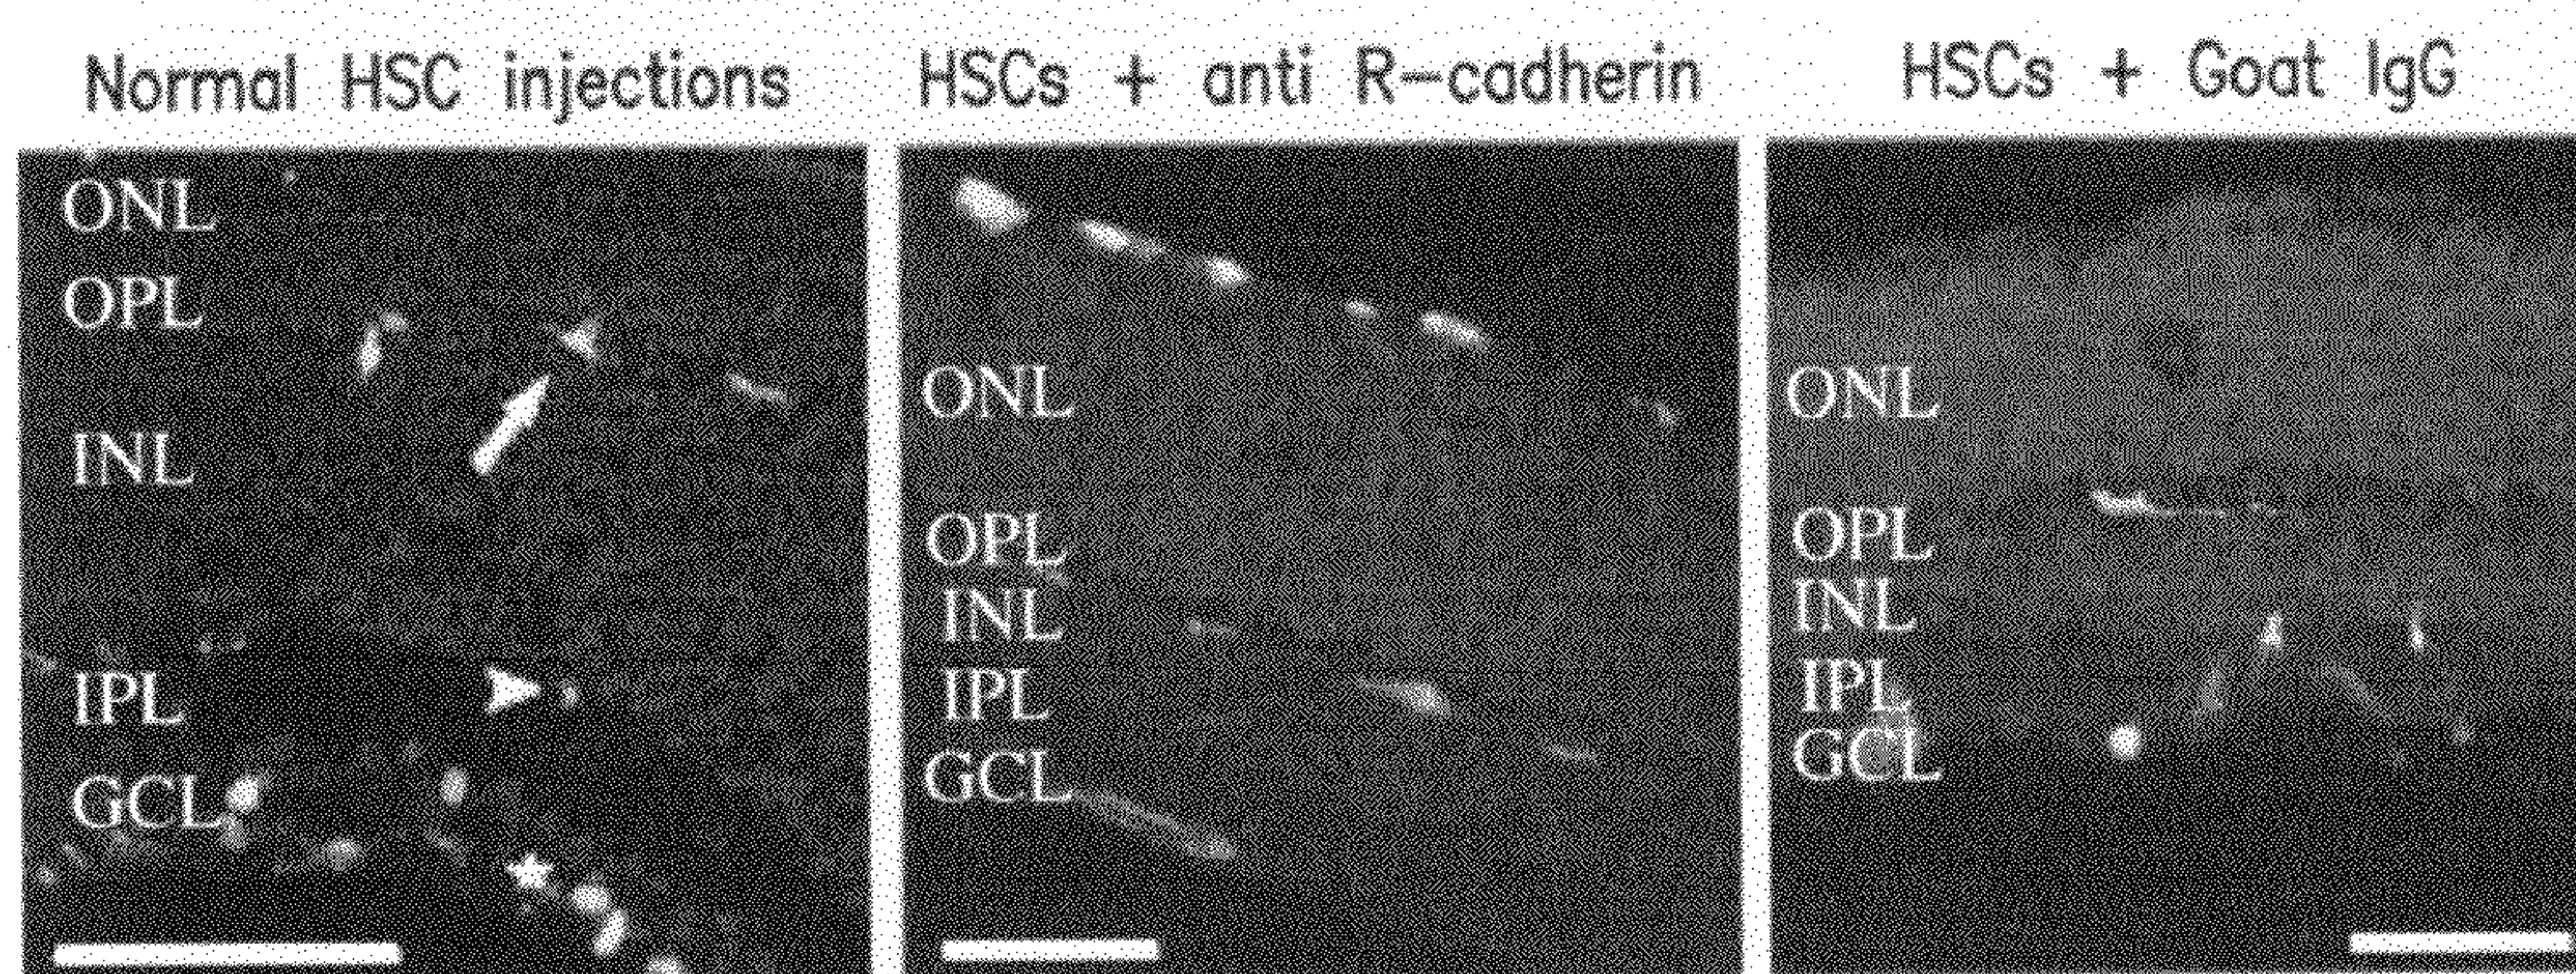 Normal HSC injections
HSCs + anti R-cadherin
HSCs + Goat IgG
ONL
OPL
INL
IPL
GCL
ONL
OPL
INL
IPL
GCL
ONL
OPL
INL
IPL
GCL